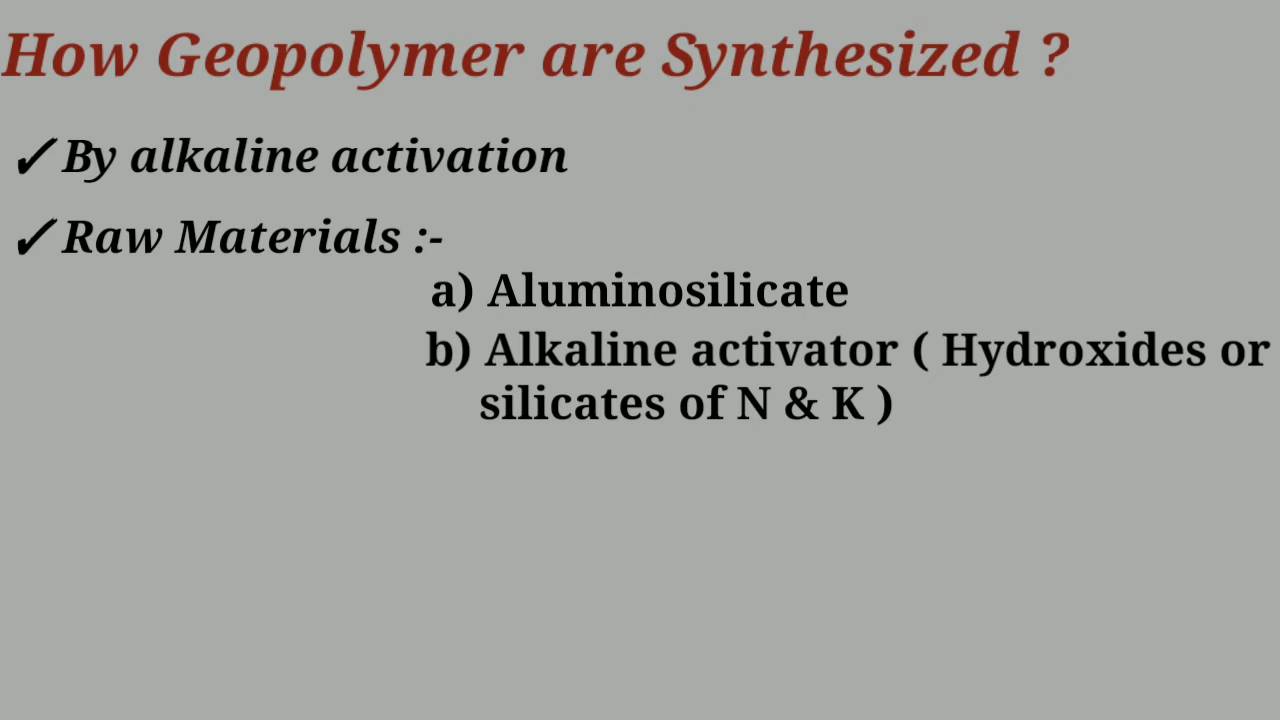 How Geopolymer are Synthesized ?
✓ By alkaline activation
✓ Raw Materials :-
a) Aluminosilicate
b) Alkaline activator ( Hydroxides or
silicates of N & K )